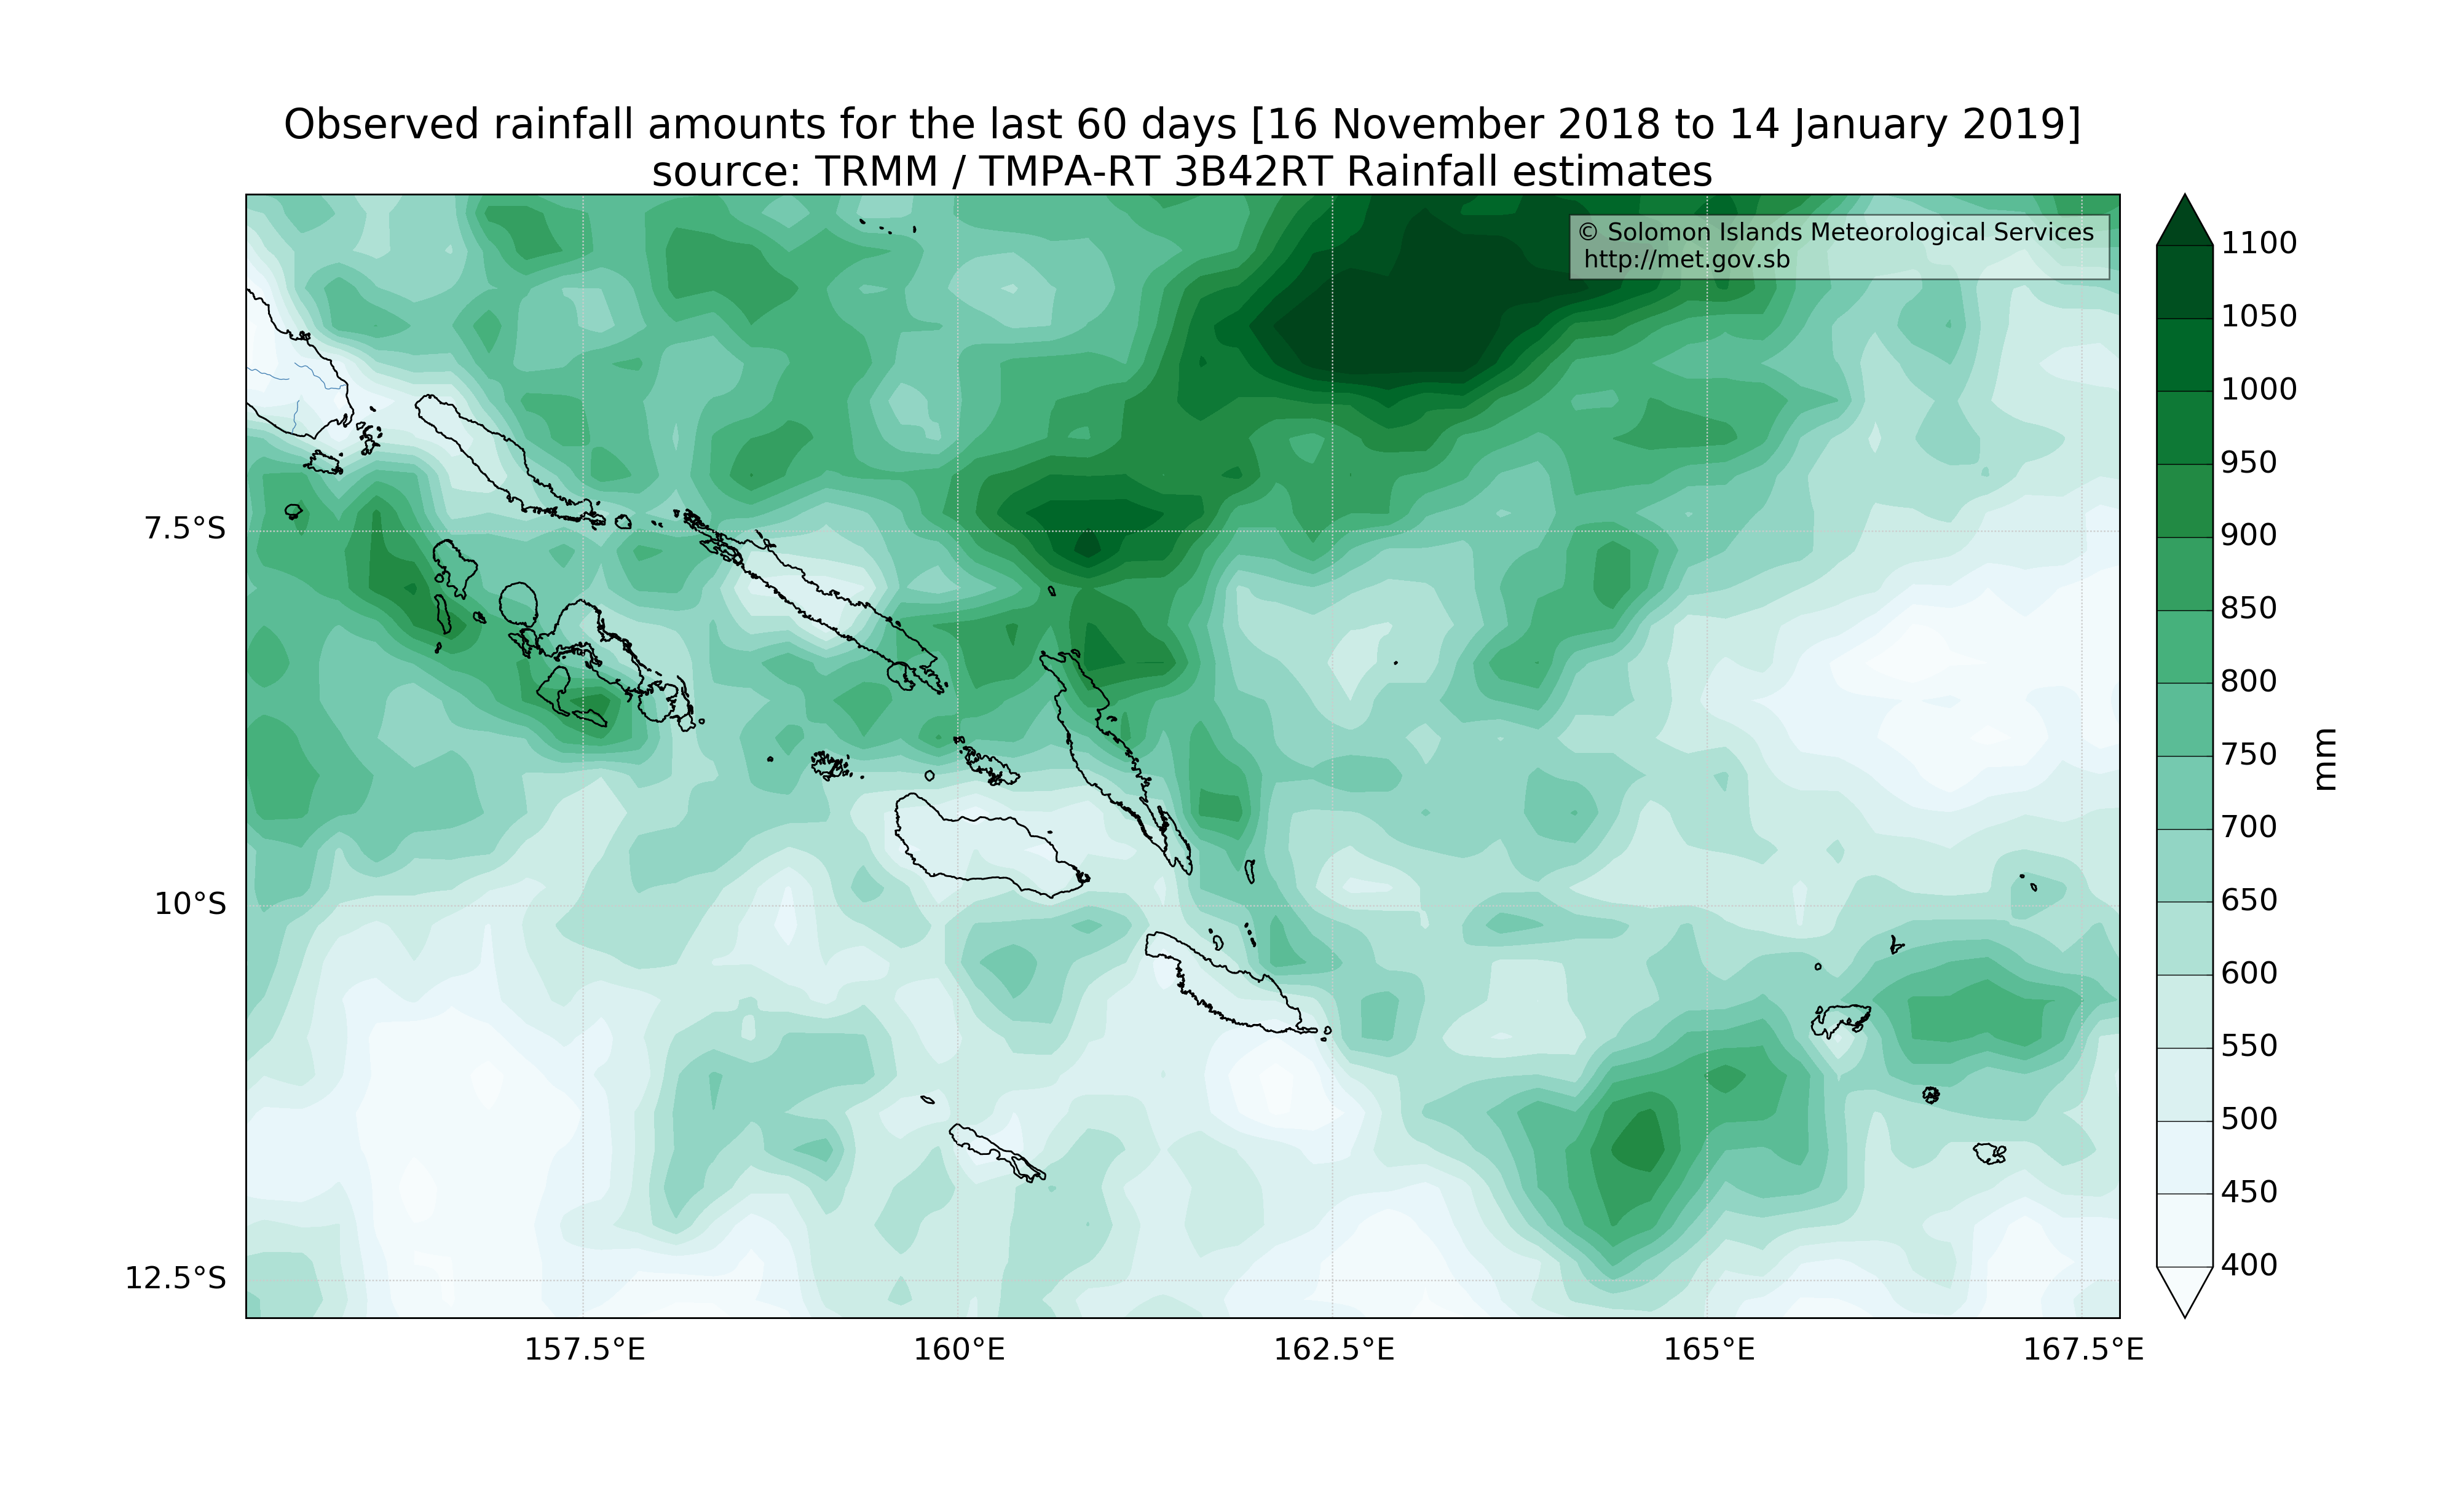 Observed rainfall amounts for the last 60 days [16 November 2018 to 14 January 2019]
source: TRMM / TMPA-RT 3B42RT Rainfall estimates
© Solomon Islands Meteorological Services
http://met.gov.sb
7.5°S
10°S
12.5°S
157.5°E
160°E
162.5°E
165°E
167.5°E
1100
1050
1000
950
900
850
800
750
700
650
600
550
500
450
400
mm